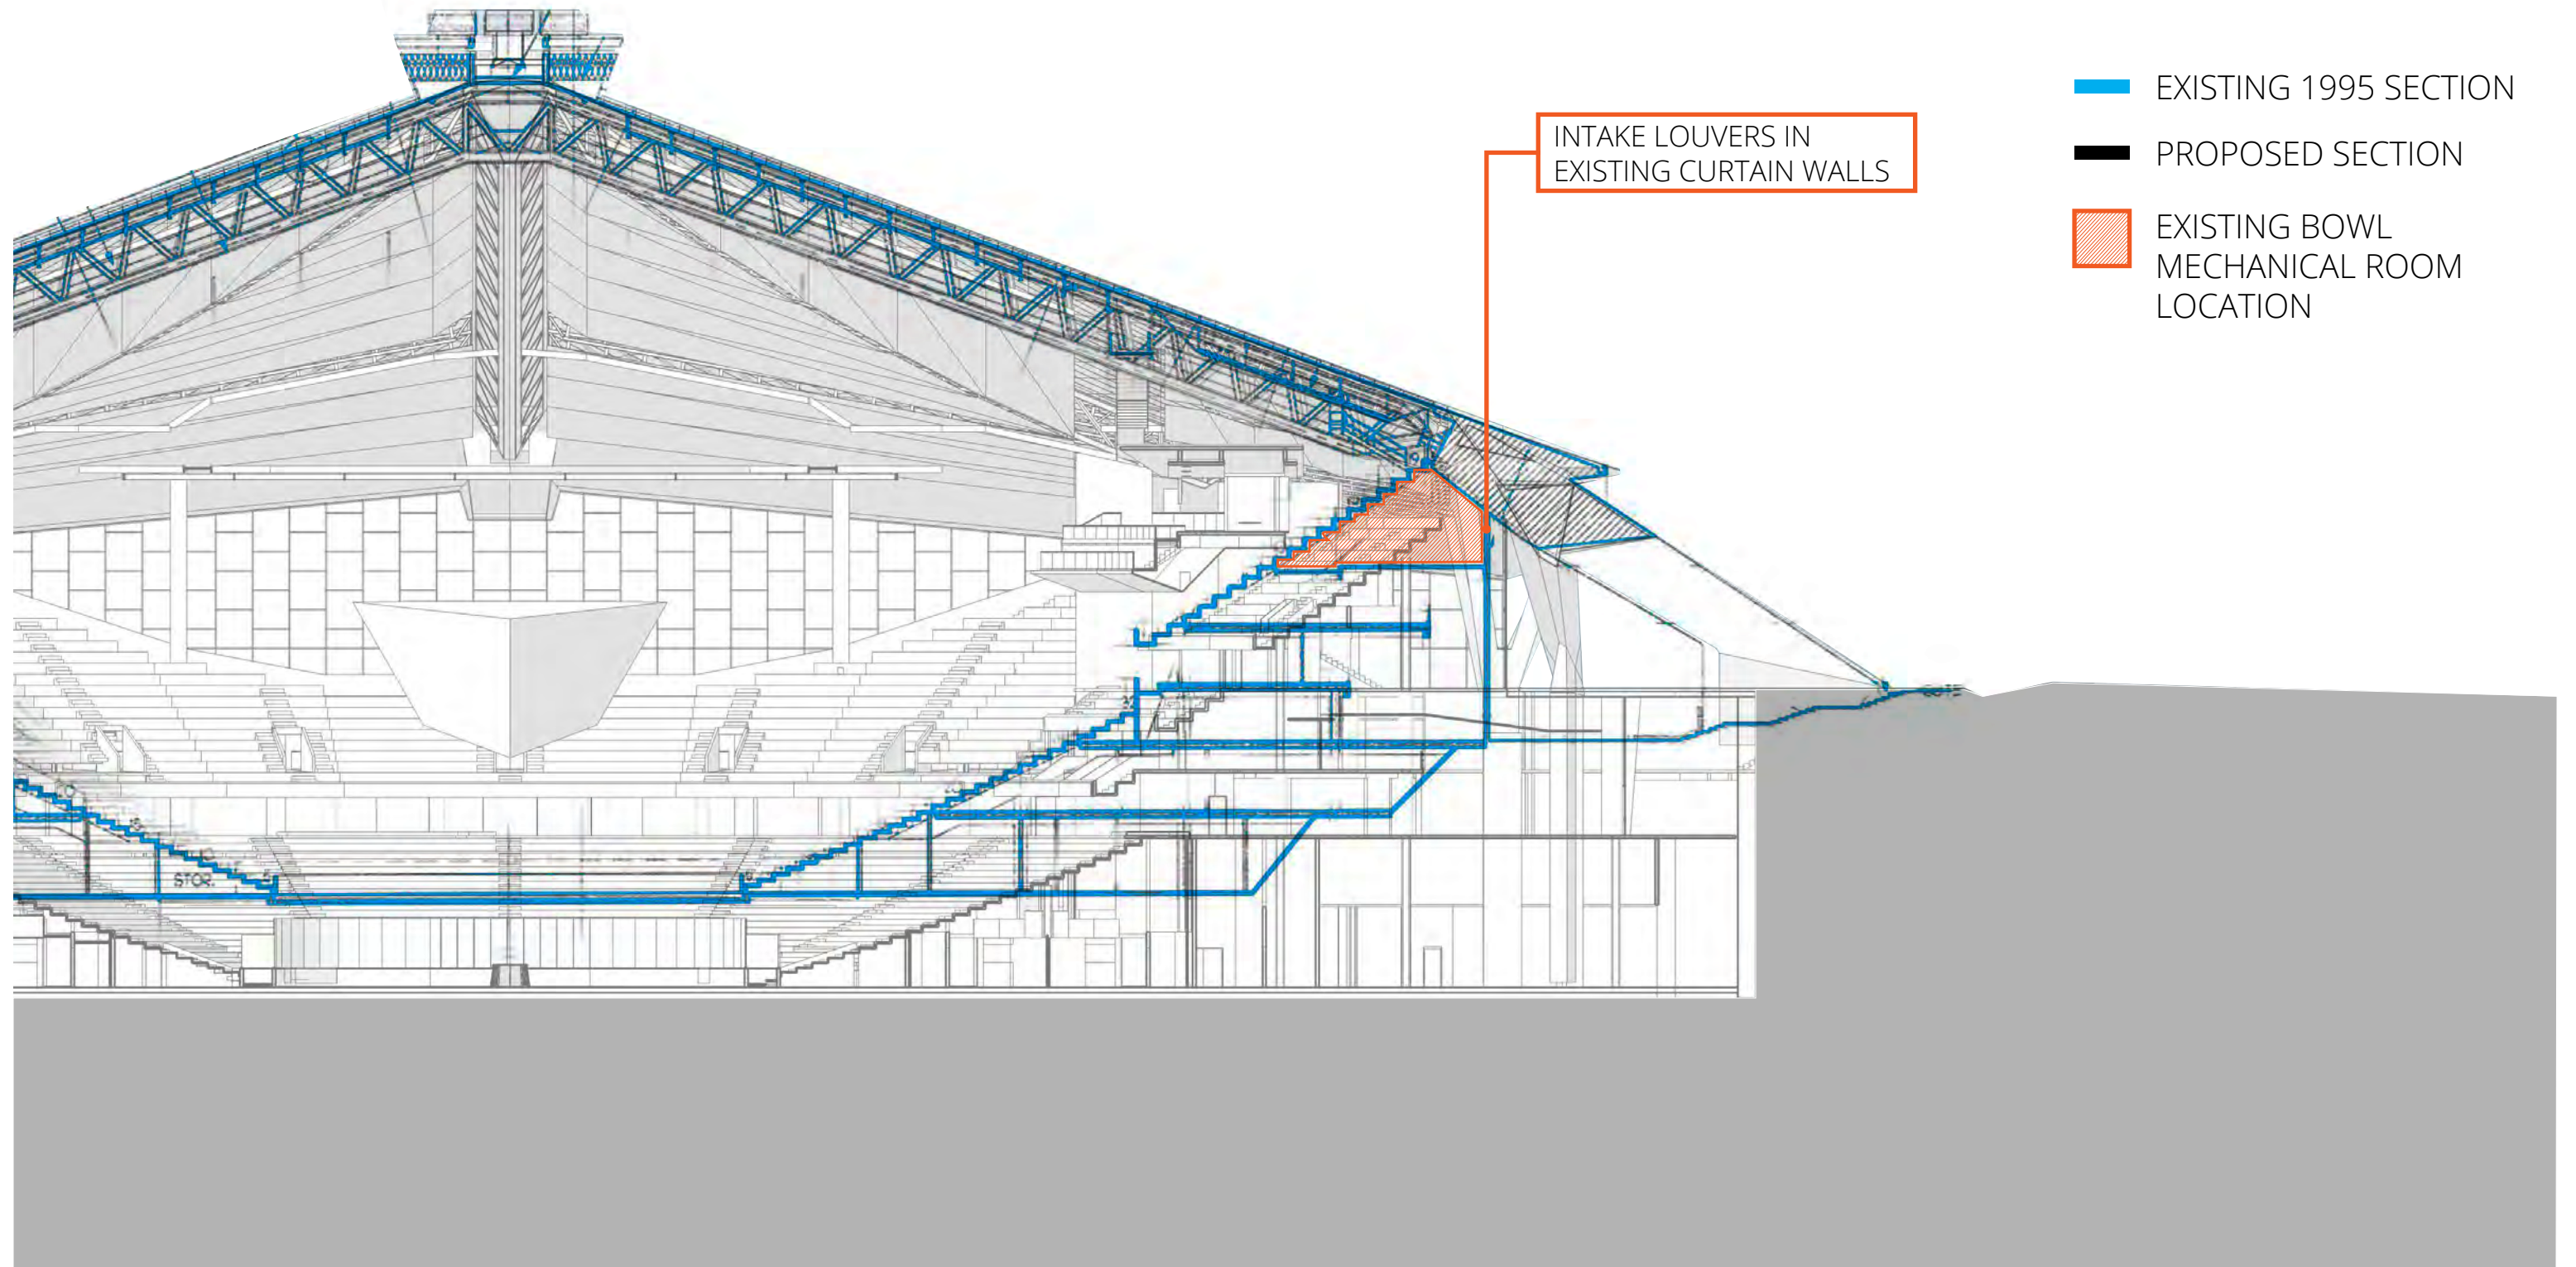 INTAKE LOUVERS IN
EXISTING CURTAIN WALLS
EXISTING 1995 SECTION
PROPOSED SECTION
EXISTING BOWL
MECHANICAL ROOM
LOCATION
STOR.